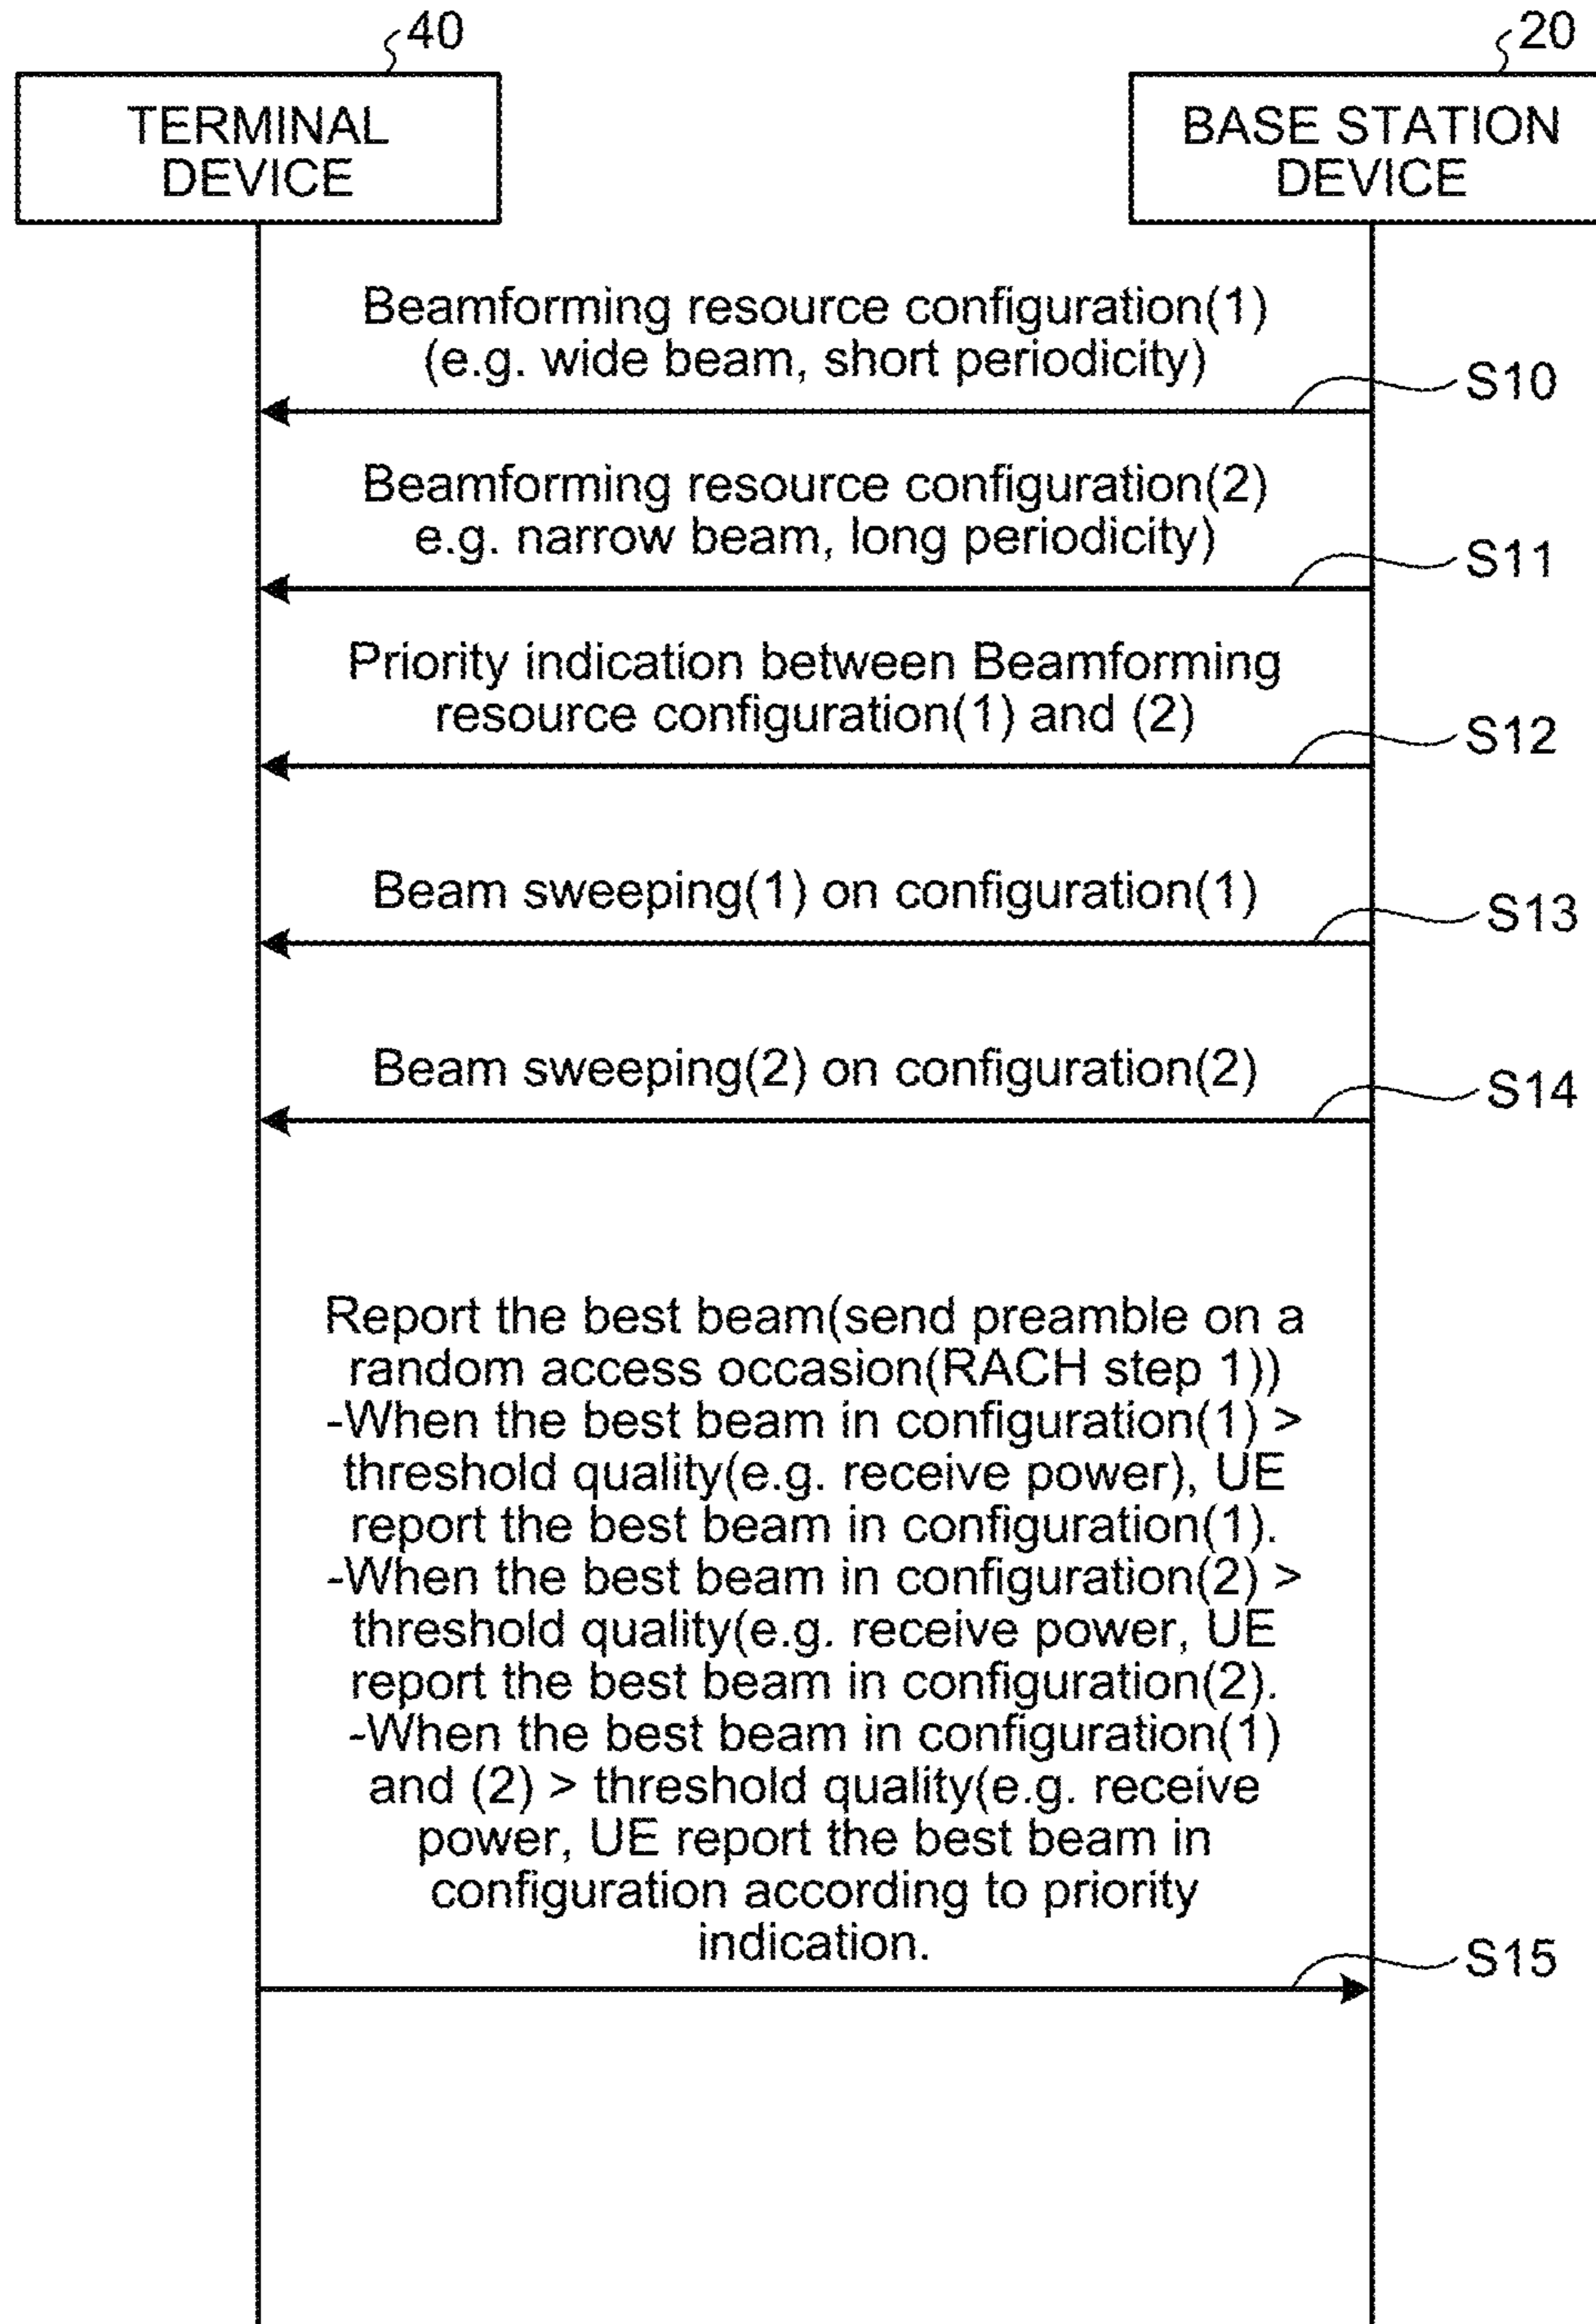 40
20
TERMINAL
DEVICE
BASE STATION
DEVICE
Beamforming resource configuration(1)
(e.g. wide beam, short periodicity)
S10
Beamforming resource configuration(2)
e.g. narrow beam, long periodicity)
S11
Priority indication between Beamforming
resource configuration(1) and (2)
S12
Beam sweeping(1) on configuration(1)
S13
Beam sweeping(2) on configuration(2)
S14
Report the best beam(send preamble on a
random access occasion(RACH step 1))
-When the best beam in configuration(1) >
threshold quality(e.g. receive power), UE
report the best beam in configuration(1).
-When the best beam in configuration(2) >
threshold quality(e.g. receive power, UE
report the best beam in configuration(2).
-When the best beam in configuration(1)
and (2) > threshold quality(e.g. receive
power, UE report the best beam in
configuration according to priority
indication.
S15